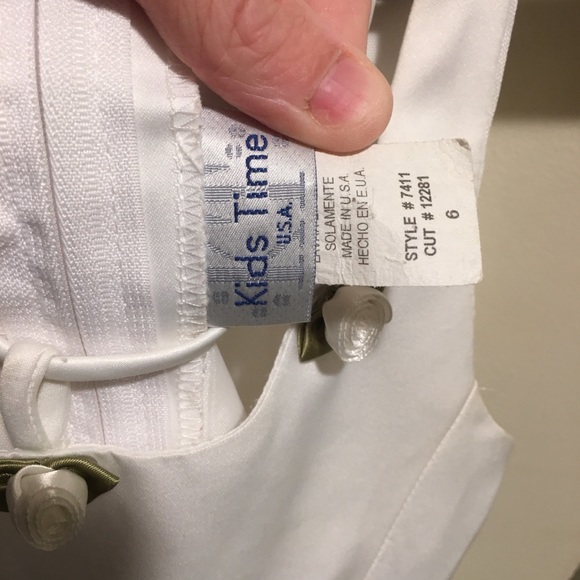 Kids Time
U.S.A.
SOLAMENTE
MADE IN U.S.A.
HECHO EN E.U.A.
STYLE # 7411
CUT # 12281
6